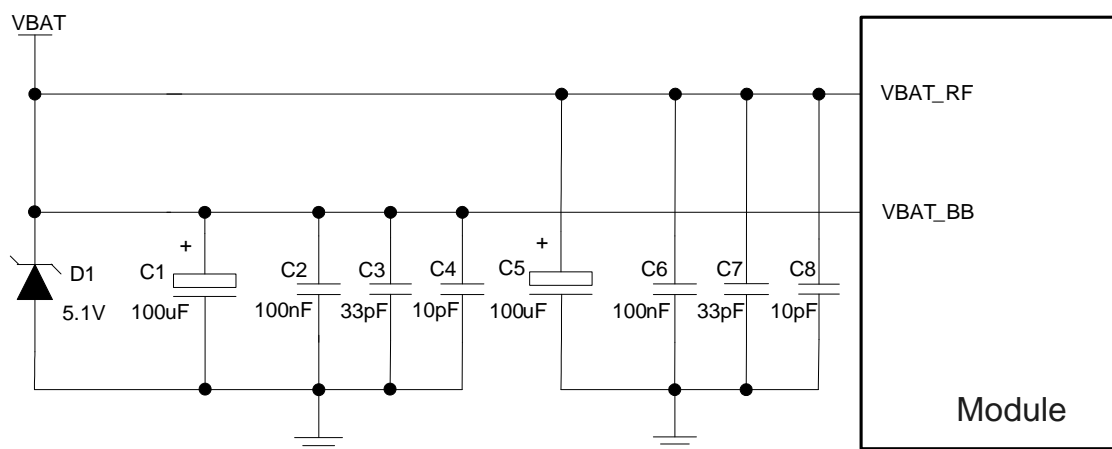 VBAT
VBAT_RF
VBAT_BB
+
+
D1
C1
C2
C3
C4
C5
C6
C7
C8
5.1V
100uF
100nF
33pF
10pF
100uF
100nF
33pF
10pF
Module